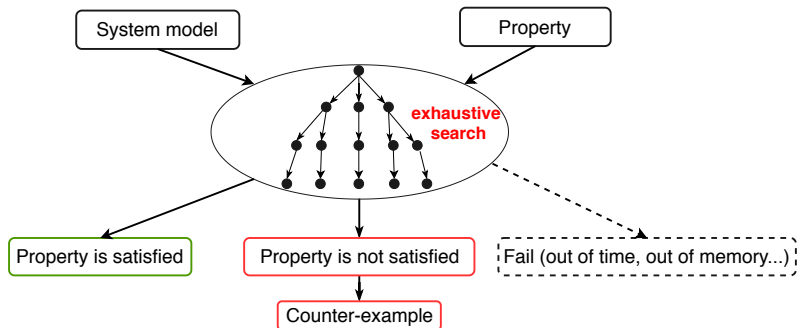 System model
Property
exhaustive
search
Property is satisfied
Property is not satisfied
Fail (out of time, out of memory...)
Counter-example